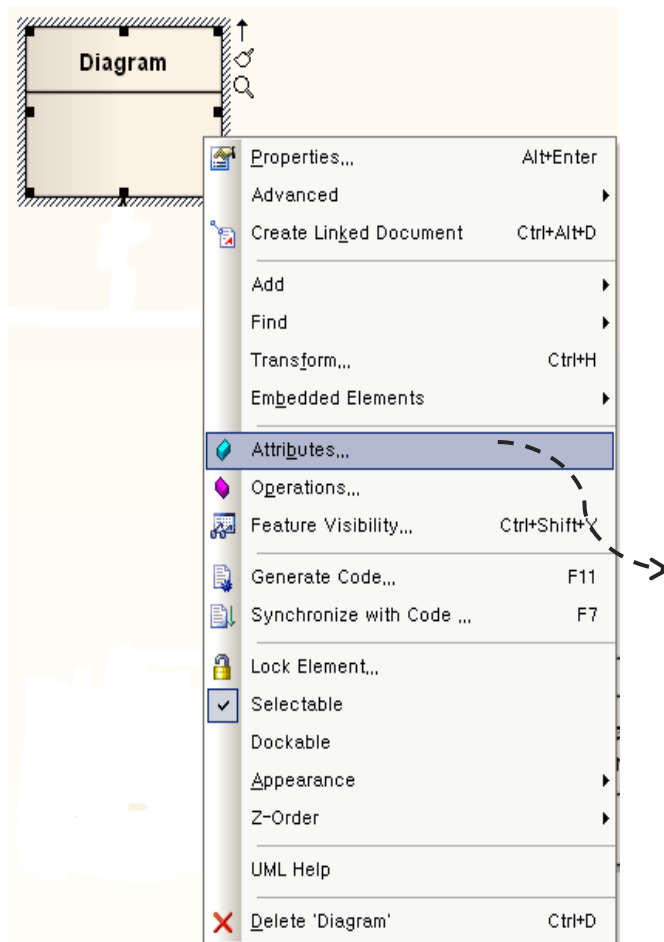 Diagram
Properties... Alt+Enter
Advanced
Create Linked Document Ctrl+Alt+D
Add
Find
Transform... Ctrl+H
Embedded Elements
Attributes...
Operations...
Feature Visibility... Ctrl+Shift+Y
Generate Code... F11
Synchronize with Code ... F7
Lock Element...
Selectable
Dockable
Appearance
Z-Order
UML Help
Delete 'Diagram' Ctrl+D